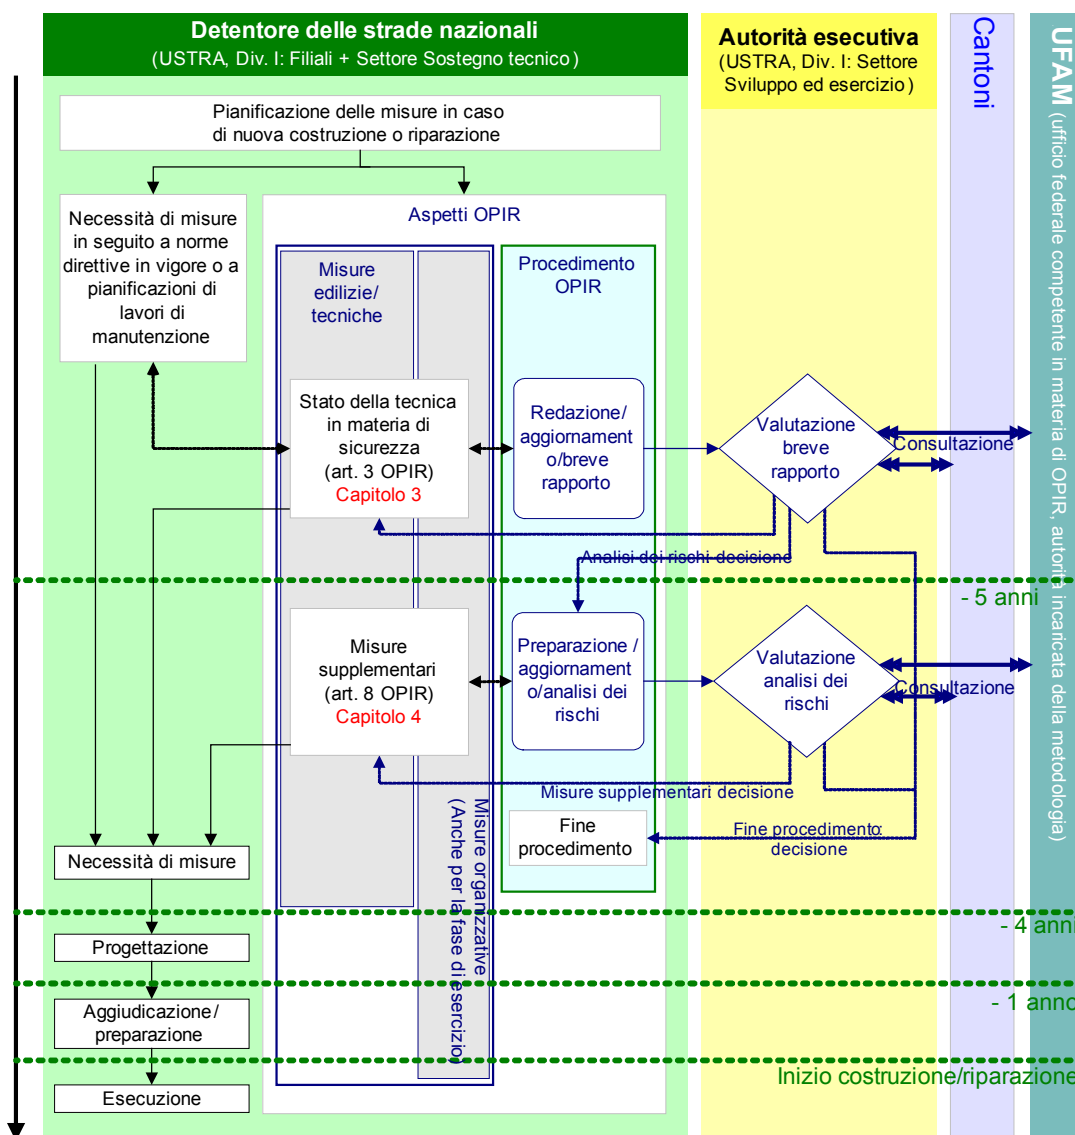 Detentore delle strade nazionali
(USTRA, Div. I: Filiali + Settore Sostegno tecnico)
Autorità esecutiva
(USTRA, Div. I: Settore
Sviluppo ed esercizio)
Cantoni
UFAM (ufficio federale competente in materia di OPIR, autorità incaricata della metodologia)
Pianificazione delle misure in caso
di nuova costruzione o riparazione
Necessità di misure
in seguito a norme
direttive in vigore o a
pianificazioni di
lavori di
manutenzione
Aspetti OPIR
Misure
edilizie/
tecniche
Procedimento
OPIR
Stato della tecnica
in materia di
sicurezza
(art. 3 OPIR)
Capitolo 3
Redazione/
aggiornament
o/breve
rapporto
Valutazione
breve
rapporto
Consultazione
Analisi dei rischi decisione
- 5 anni
Misure
supplementari
(art. 8 OPIR)
Capitolo 4
Preparazione /
aggiornament
o/analisi dei
rischi
Valutazione
analisi dei
rischi
Consultazione
Misure supplementari decisione
Misure organizzative
(Anche per la fase di esercizio)
Fine
procedimento
Fine procedimento:
decisione
Necessità di misure
- 4 anni
Progettazione
- 1 anno
Aggiudicazione/
preparazione
Inizio costruzione/riparazione
Esecuzione